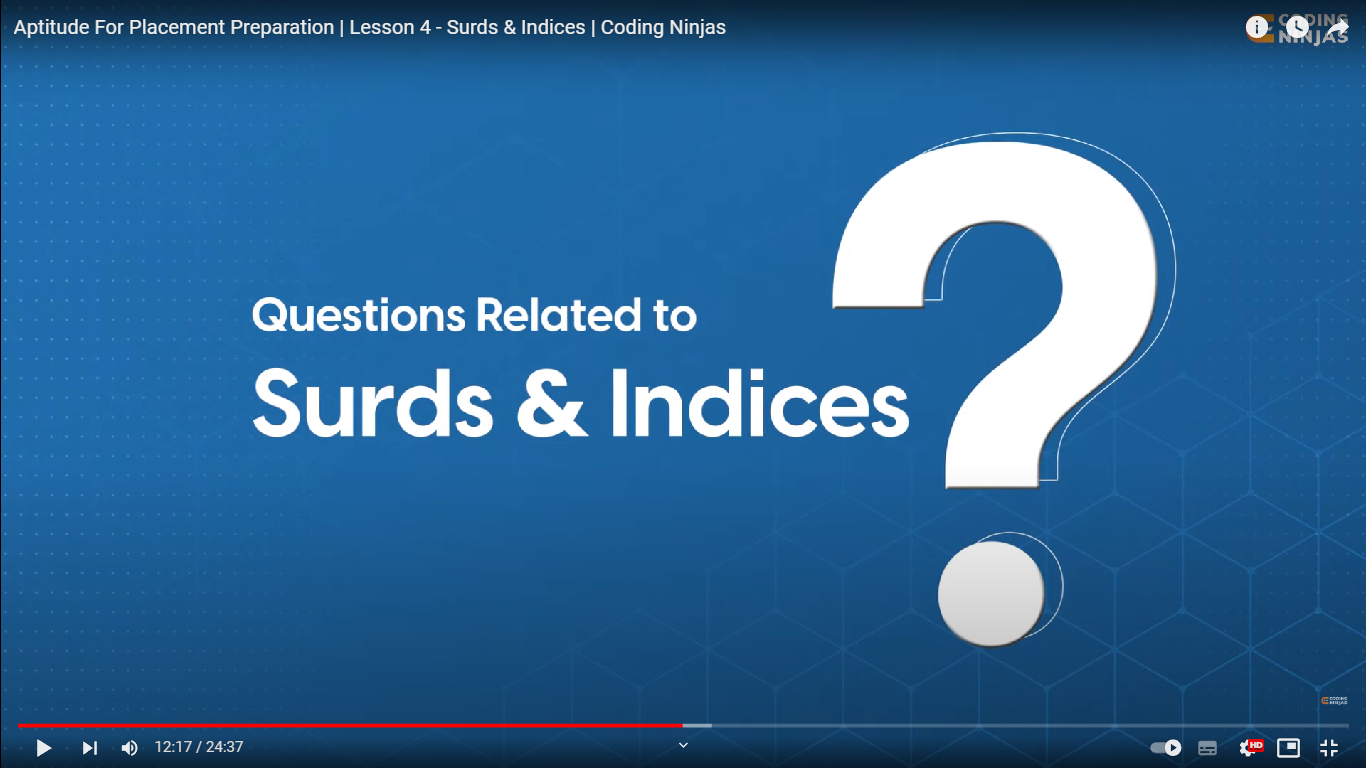 Aptitude For Placement Preparation | Lesson 4 - Surds & Indices | Coding Ninjas
CODING
NINJAS
Questions Related to
Surds & Indices
?
CODING
NINJAS
12:17 / 24:37
HD